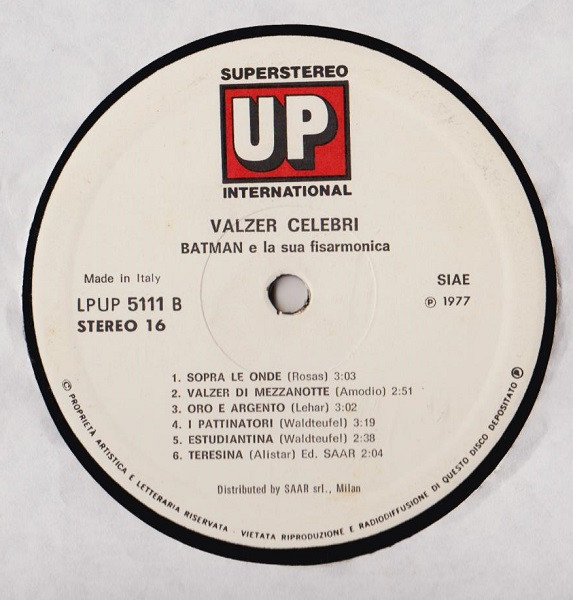 SUPERSTEREO
UP
INTERNATIONAL
VALZER CELEBRI
BATMAN e la sua fisarmonica
Made in Italy
SIAE
LPUP 5111 B
℗ 1977
STEREO 16
1. SOPRA LE ONDE (Rosas) 3:03
2. VALZER DI MEZZANOTTE (Amodio) 2:51
3. ORO E ARGENTO (Lehar) 3:02
4. I PATTINATORI (Waldteufel) 3:19
5. ESTUDIANTINA (Waldteufel) 2:38
6. TERESINA (Alistar) Ed. SAAR 2:04
Distributed by SAAR srl., Milan
© PROPRIETÀ ARTISTICA E LETTERARIA RISERVATA - VIETATA RIPRODUZIONE E RADIODIFFUSIONE DI QUESTO DISCO DEPOSITATO ℗